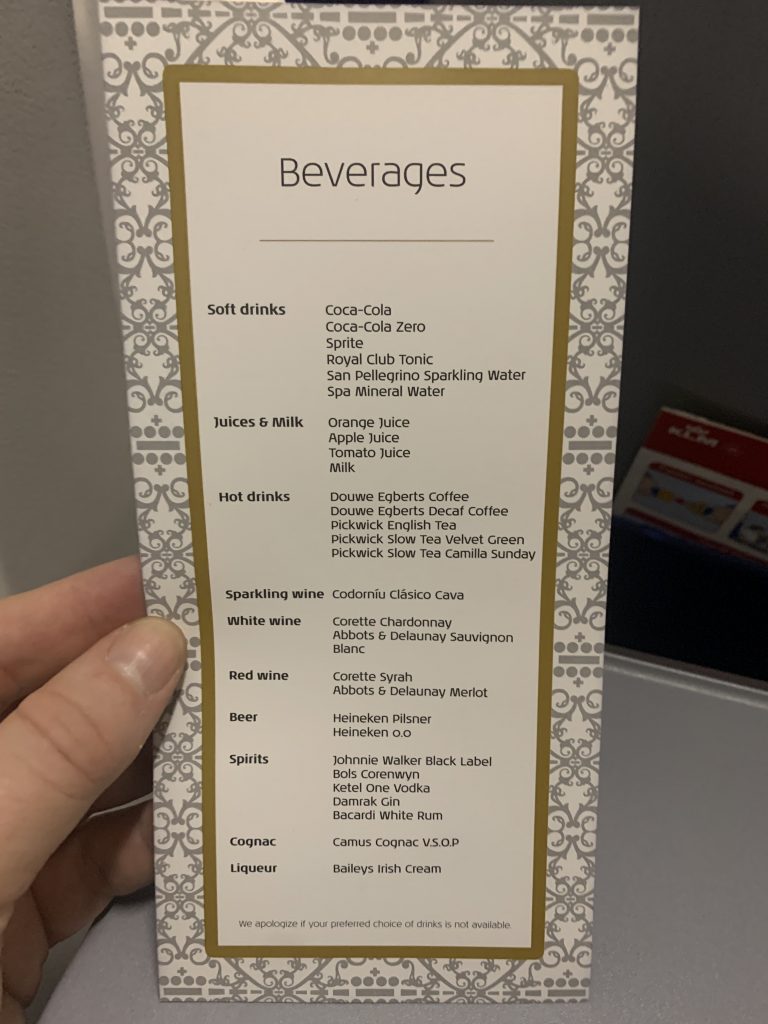 Beverages
Soft drinks Coca-Cola
Coca-Cola Zero
Sprite
Royal Club Tonic
San Pellegrino Sparkling Water
Spa Mineral Water
Juices & Milk Orange Juice
Apple Juice
Tomato Juice
Milk
Hot drinks Douwe Egberts Coffee
Douwe Egberts Decaf Coffee
Pickwick English Tea
Pickwick Slow Tea Velvet Green
Pickwick Slow Tea Camilla Sunday
Sparkling wine Codorníu Clásico Cava
White wine Corette Chardonnay
Abbots & Delaunay Sauvignon
Blanc
Red wine Corette Syrah
Abbots & Delaunay Merlot
Beer Heineken Pilsner
Heineken 0.0
Spirits Johnnie Walker Black Label
Bols Corenwyn
Ketel One Vodka
Damrak Gin
Bacardi White Rum
Cognac Camus Cognac V.S.O.P
Liqueur Baileys Irish Cream
We apologize if your preferred choice of drinks is not available.
KLM